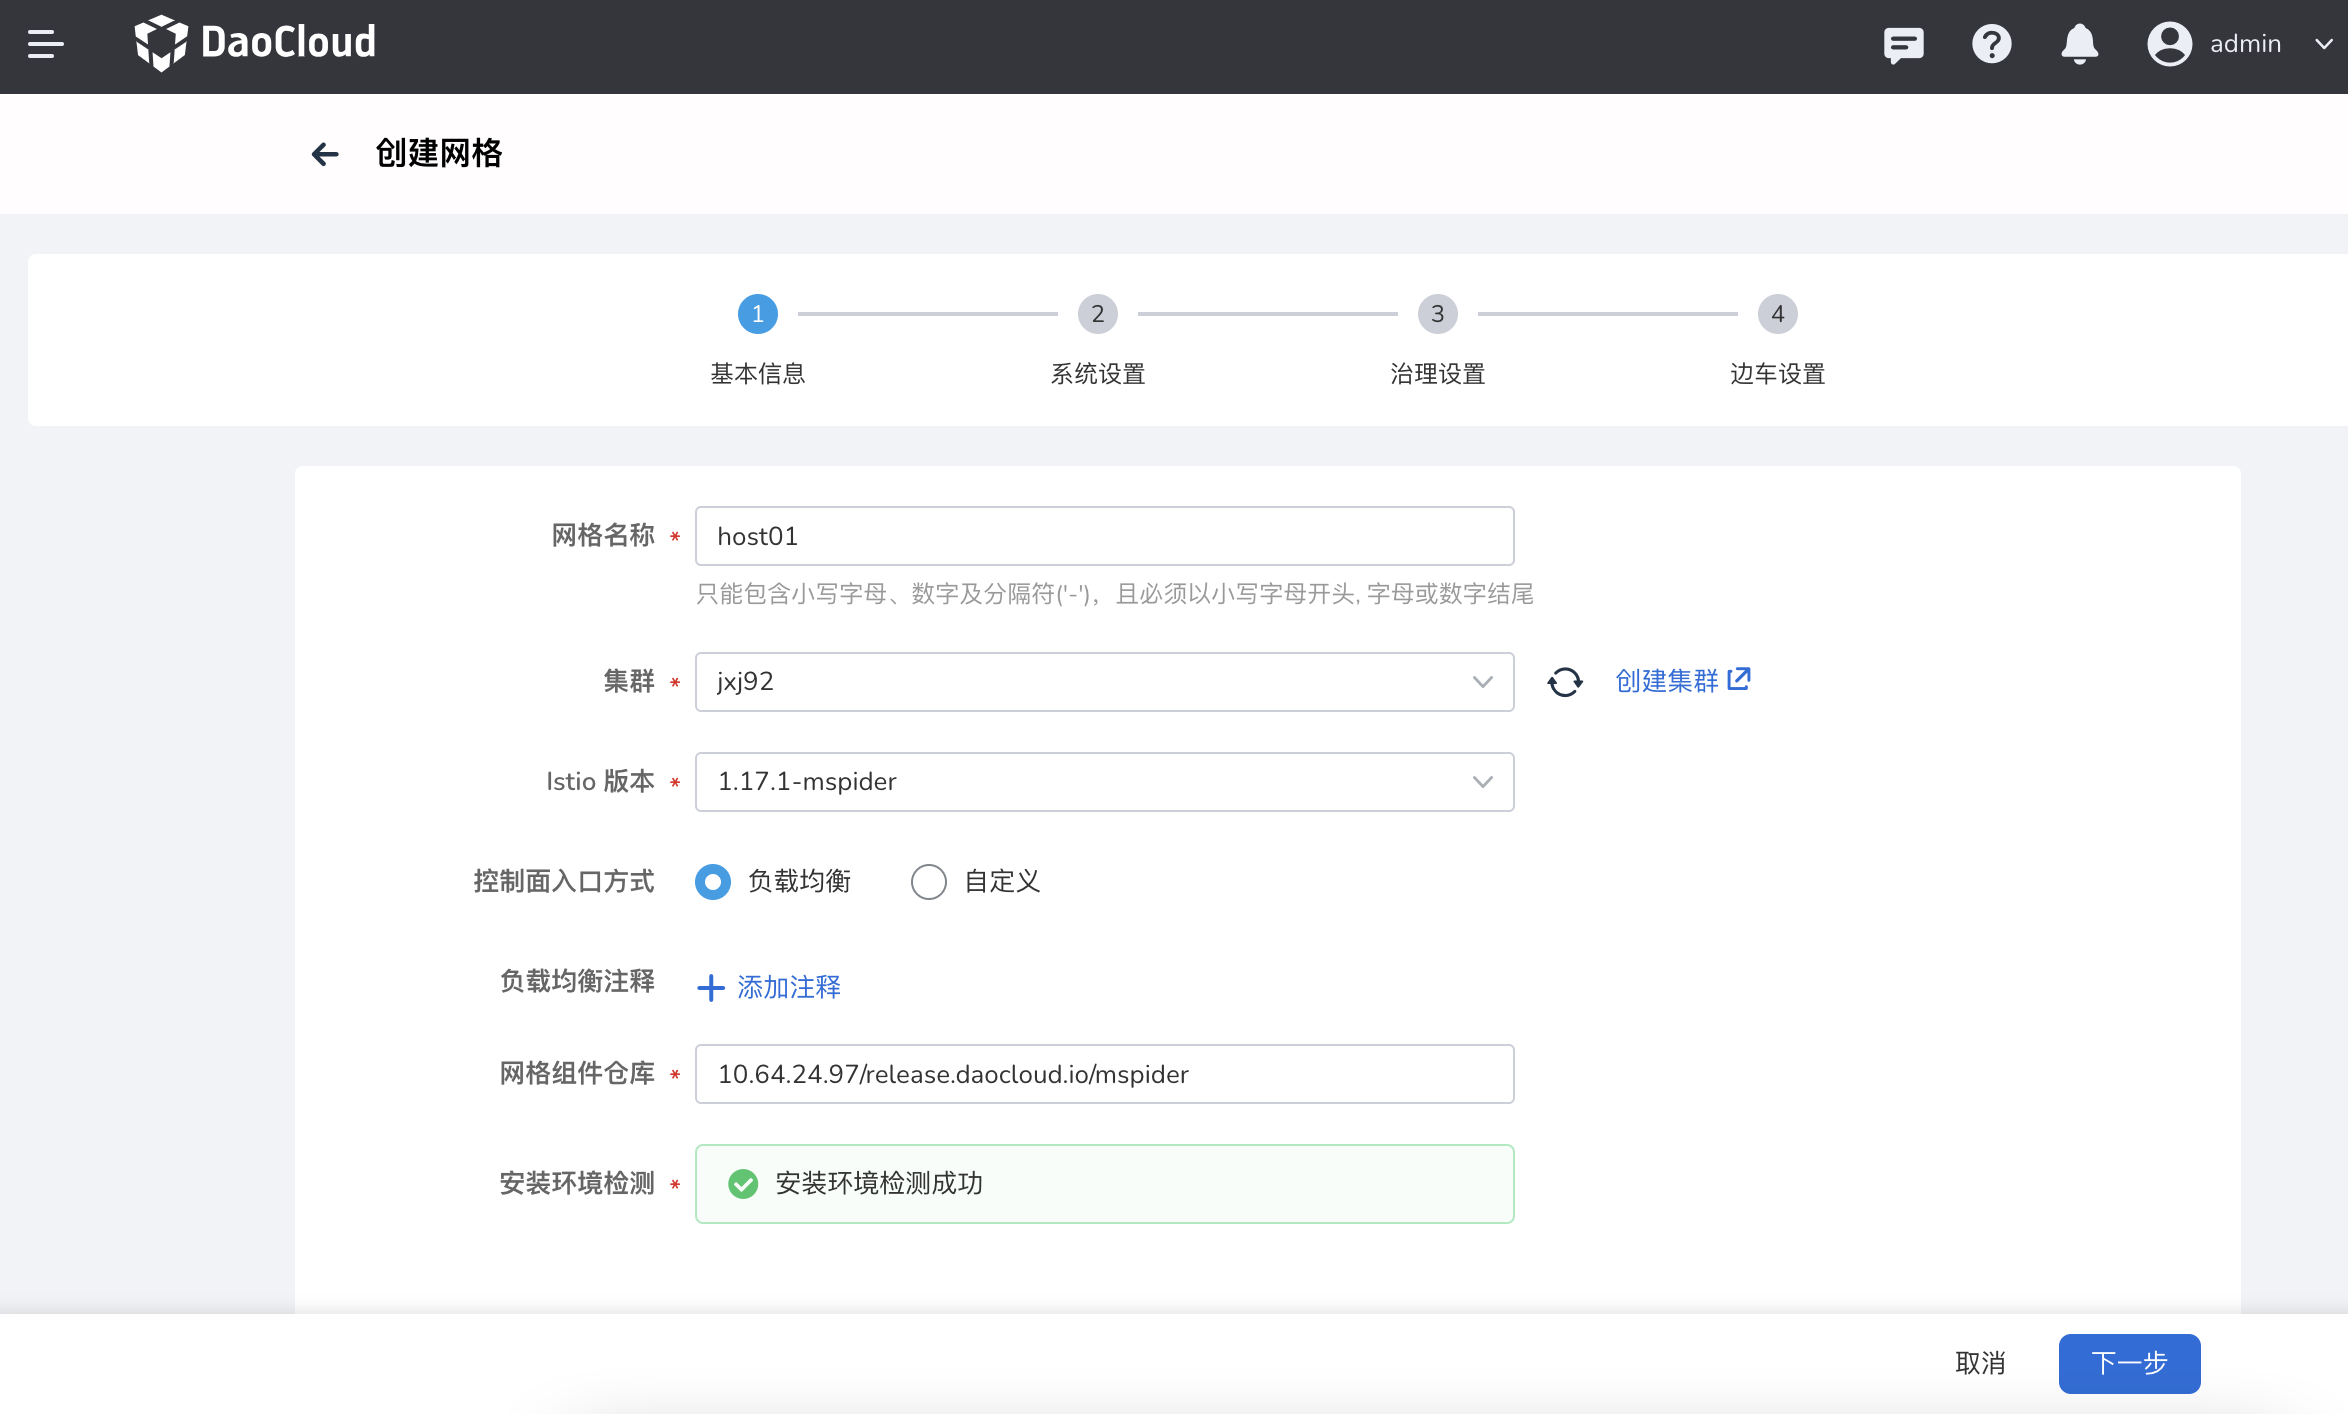 DaoCloud
admin
创建网格
1
2
3
4
基本信息
系统设置
治理设置
边车设置
网格名称 *
host01
只能包含小写字母、数字及分隔符('-')，且必须以小写字母开头, 字母或数字结尾
集群 *
jxj92
创建集群
Istio 版本 *
1.17.1-mspider
控制面入口方式
负载均衡
自定义
负载均衡注释
添加注释
网格组件仓库 *
10.64.24.97/release.daocloud.io/mspider
安装环境检测 *
安装环境检测成功
取消
下一步